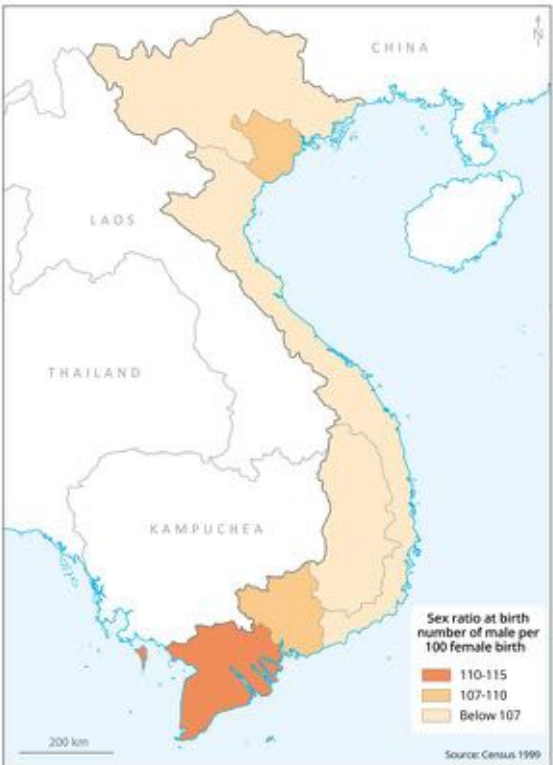 CHINA
N
LAOS
THAILAND
KAMPUCHEA
Sex ratio at birth
number of male per
100 female birth
110-115
107-110
Below 107
200 km
Source: Census 1999